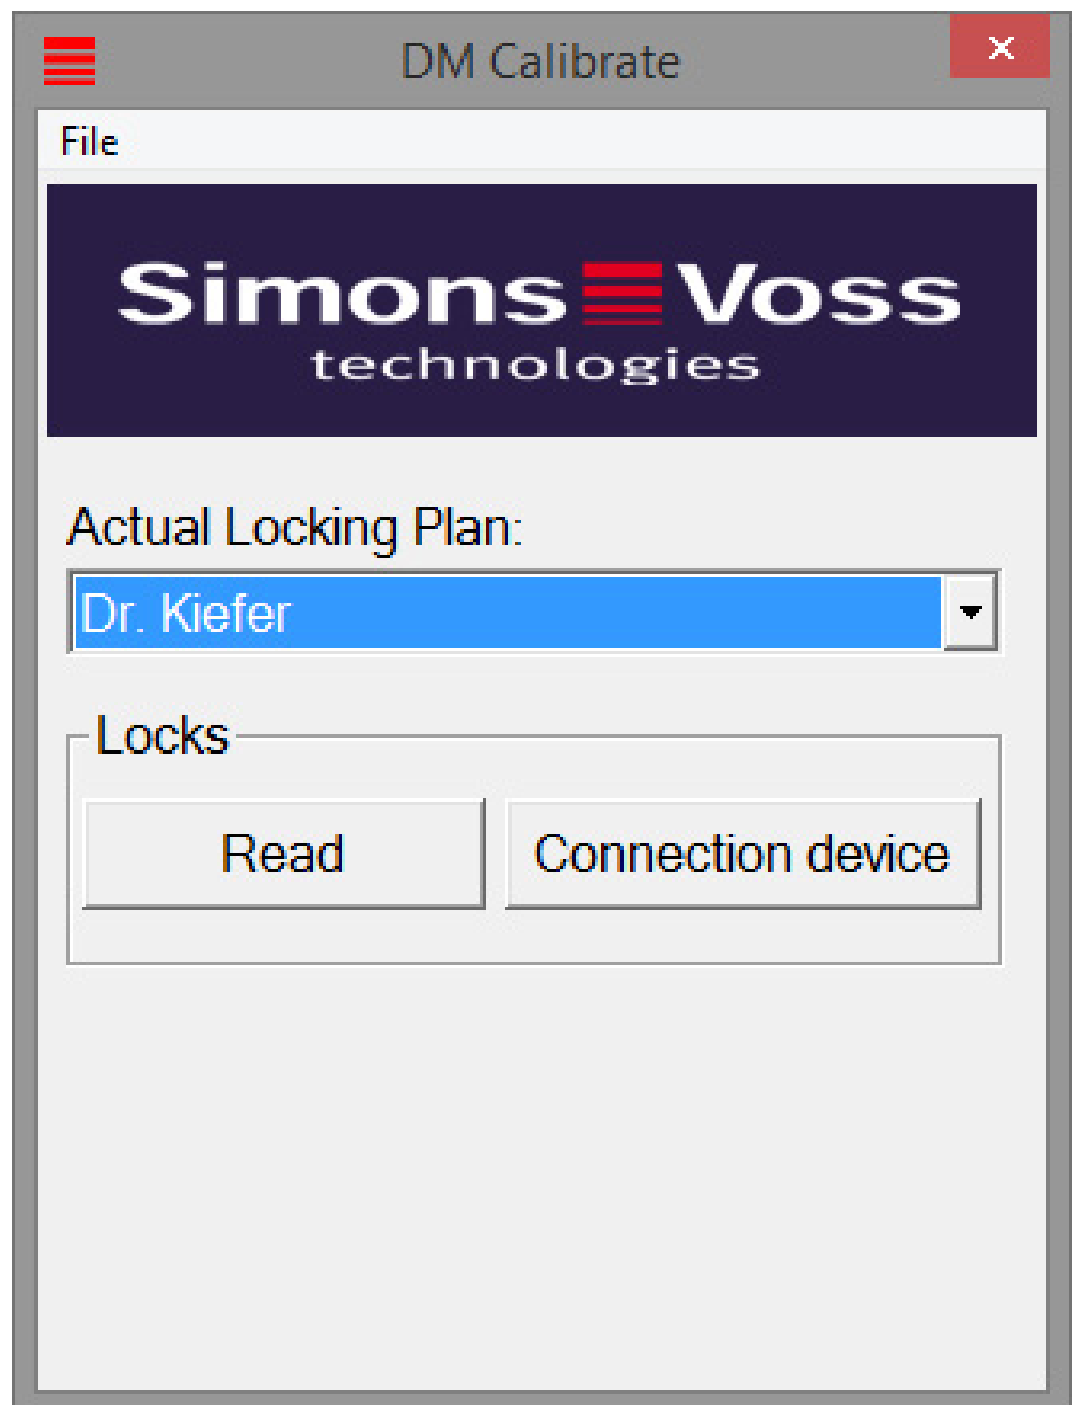 DM Calibrate
File
Simons Voss
technologies
Actual Locking Plan:
Dr. Kiefer
Locks
Read
Connection device